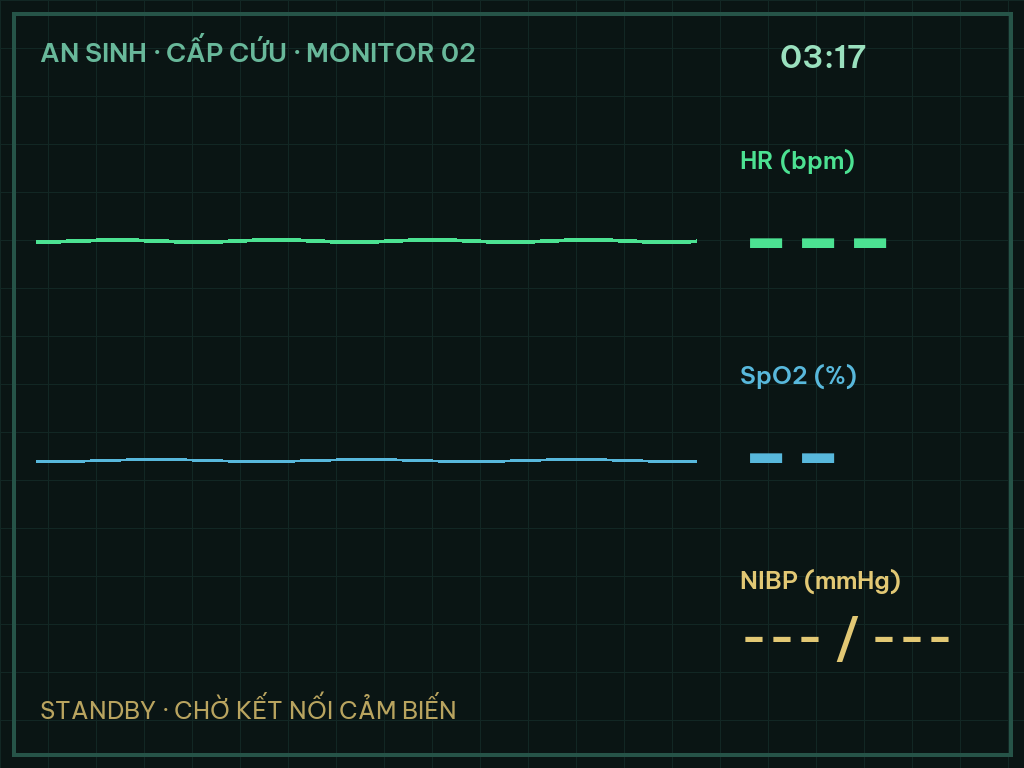 AN SINH · CẤP CỨU · MONITOR 02
03:17
HR (bpm)
---
SpO2 (%)
--
NIBP (mmHg)
---/---
STANDBY · CHỜ KẾT NỐI CẢM BIẾN